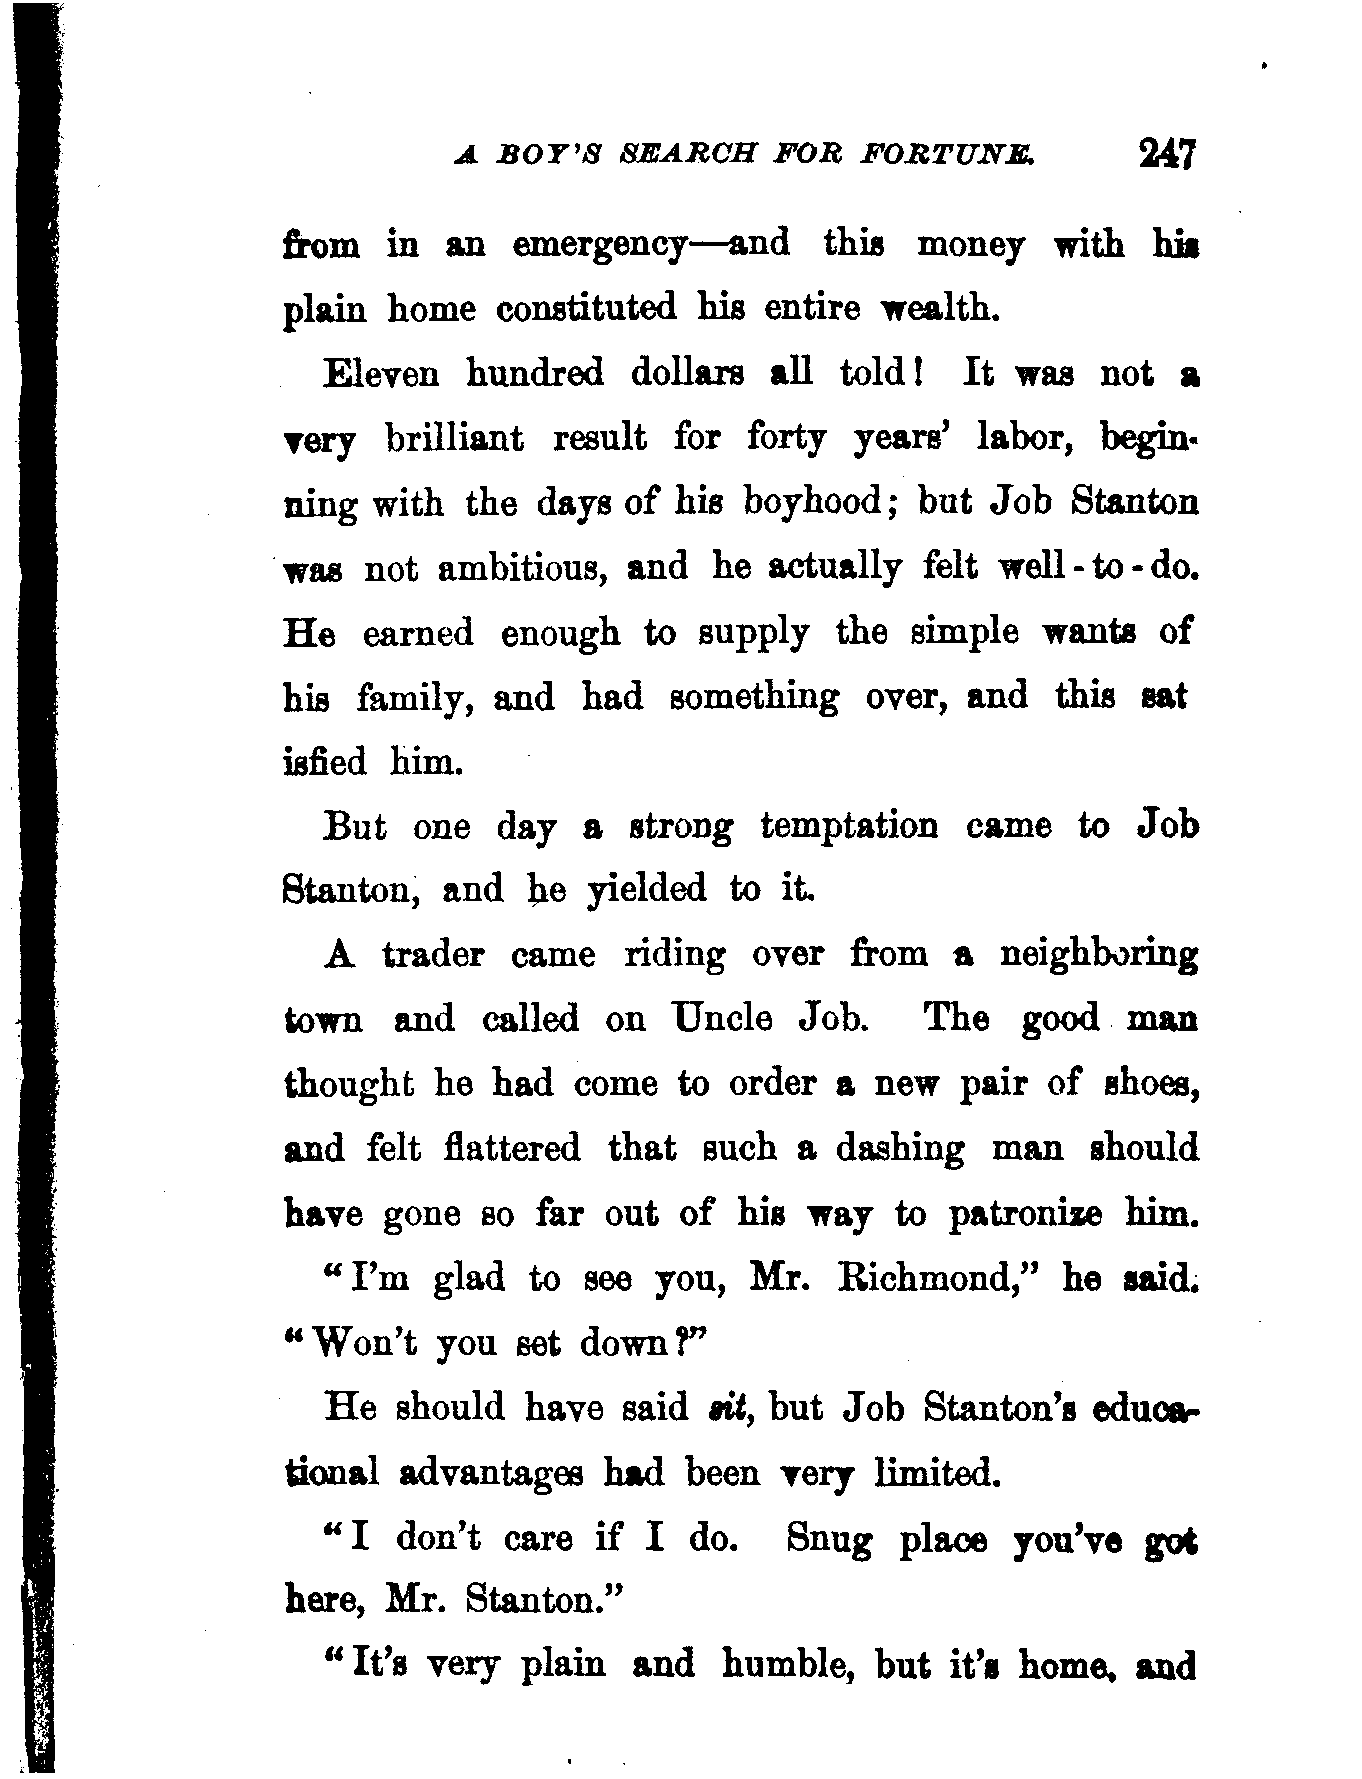 A BOY'S SEARCH FOR FORTUNE. 247
from in an emergency—and this money with his
plain home constituted his entire wealth.
Eleven hundred dollars all told! It was not a
very brilliant result for forty years' labor, begin-
ning with the days of his boyhood; but Job Stanton
was not ambitious, and he actually felt well-to-do.
He earned enough to supply the simple wants of
his family, and had something over, and this sat
isfied him.
But one day a strong temptation came to Job
Stanton, and he yielded to it.
A trader came riding over from a neighboring
town and called on Uncle Job. The good man
thought he had come to order a new pair of shoes,
and felt flattered that such a dashing man should
have gone so far out of his way to patronize him.
"I'm glad to see you, Mr. Richmond," he said.
"Won't you set down?"
He should have said sit, but Job Stanton's educa-
tional advantages had been very limited.
"I don't care if I do. Snug place you've got
here, Mr. Stanton."
"It's very plain and humble, but it's home, and